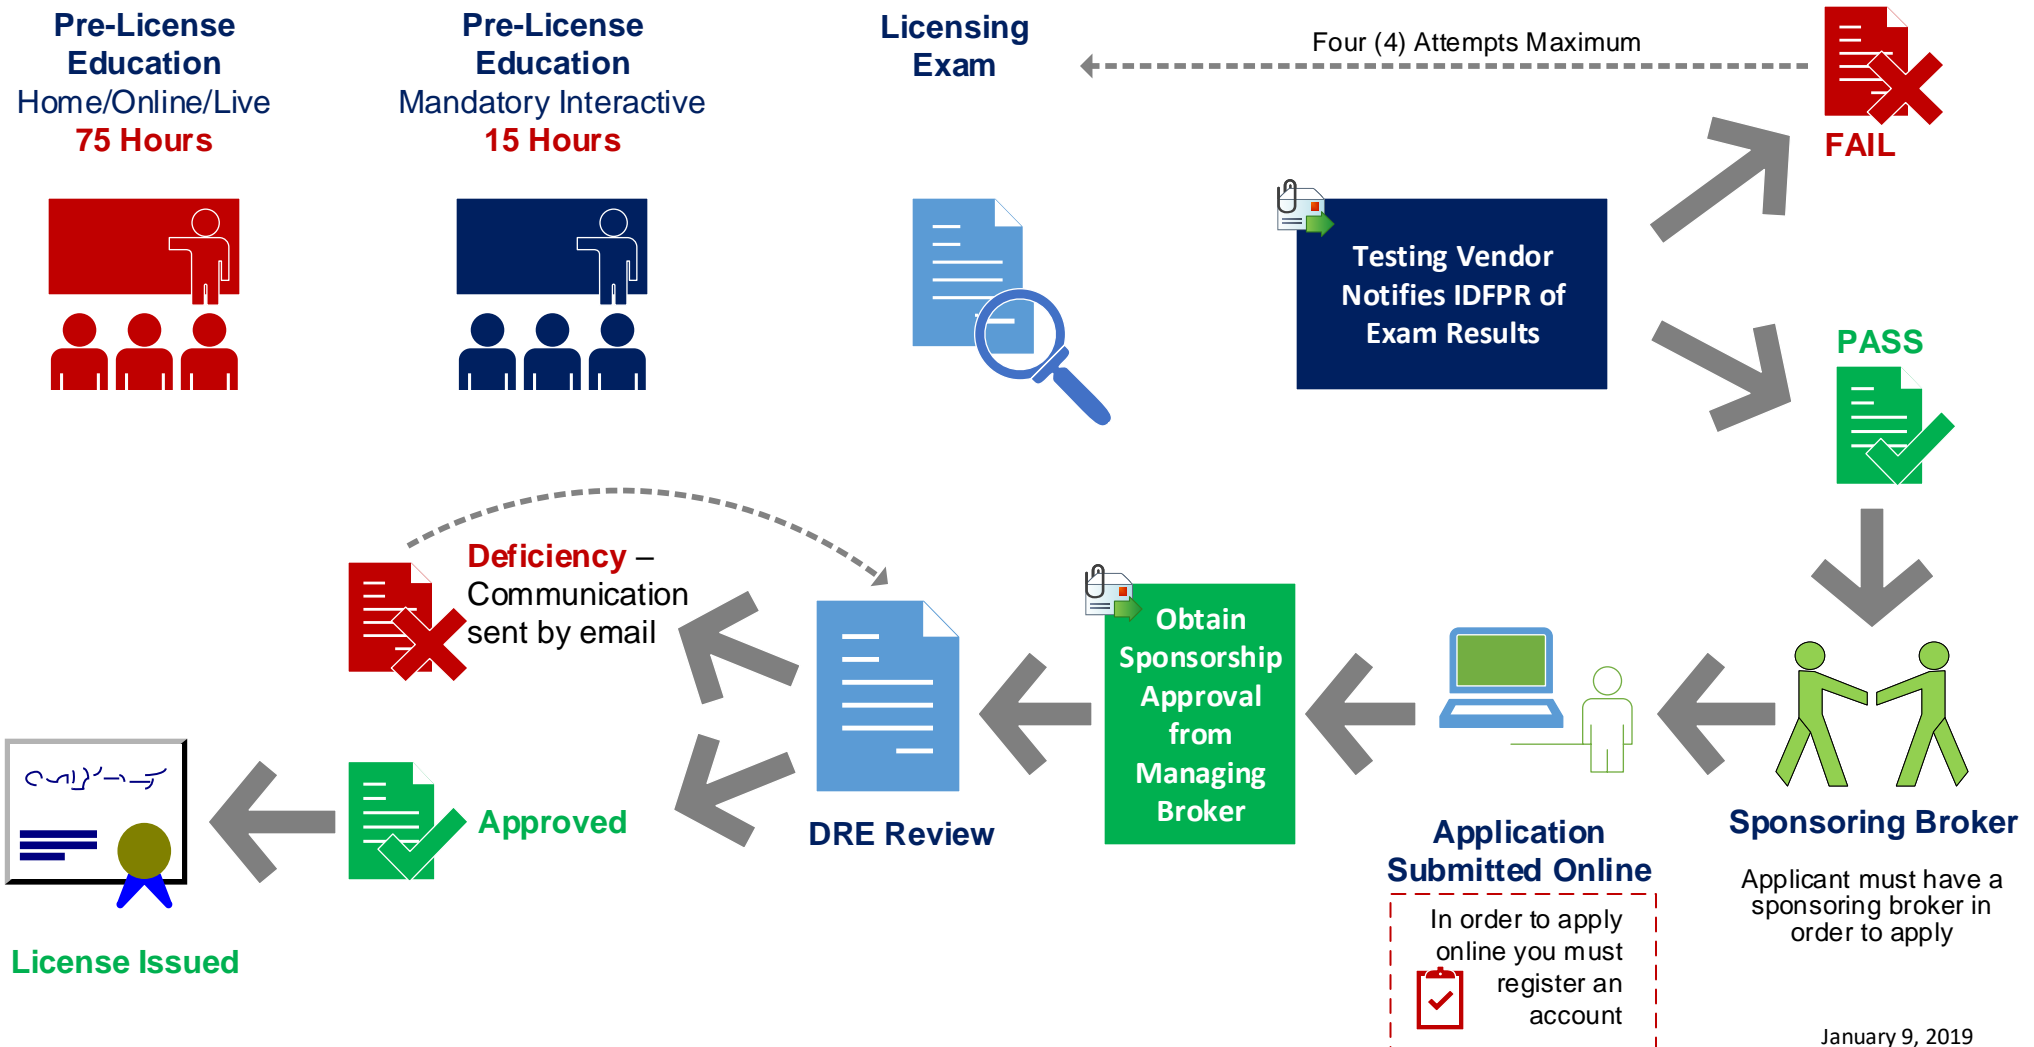 Pre-License
Education
Home/Online/Live
75 Hours
Pre-License
Education
Mandatory Interactive
15 Hours
Licensing
Exam
Four (4) Attempts Maximum
FAIL
Testing Vendor
Notifies IDFPR of
Exam Results
PASS
Sponsoring Broker
Applicant must have a
sponsoring broker in
order to apply
Application
Submitted Online
In order to apply
online you must
register an
account
Obtain
Sponsorship
Approval
from
Managing
Broker
DRE Review
Deficiency –
Communication
sent by email
Approved
License Issued
January 9, 2019